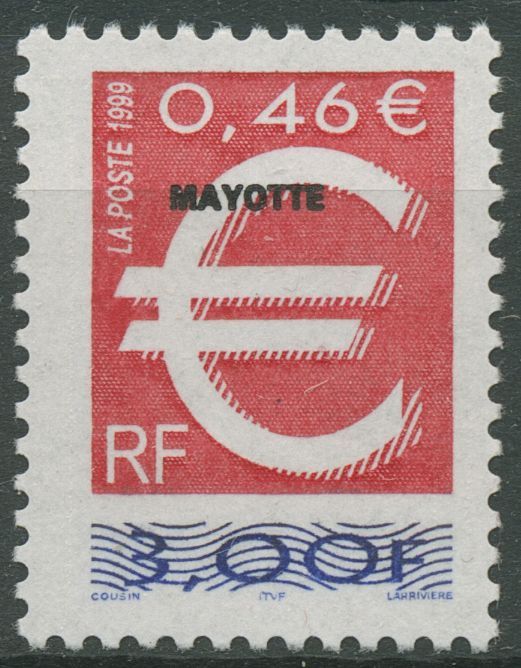 0,46 €
LA POSTE 1999
MAYOTTE
€
RF
3,00F
COUSIN ITVF LARRIVIERE